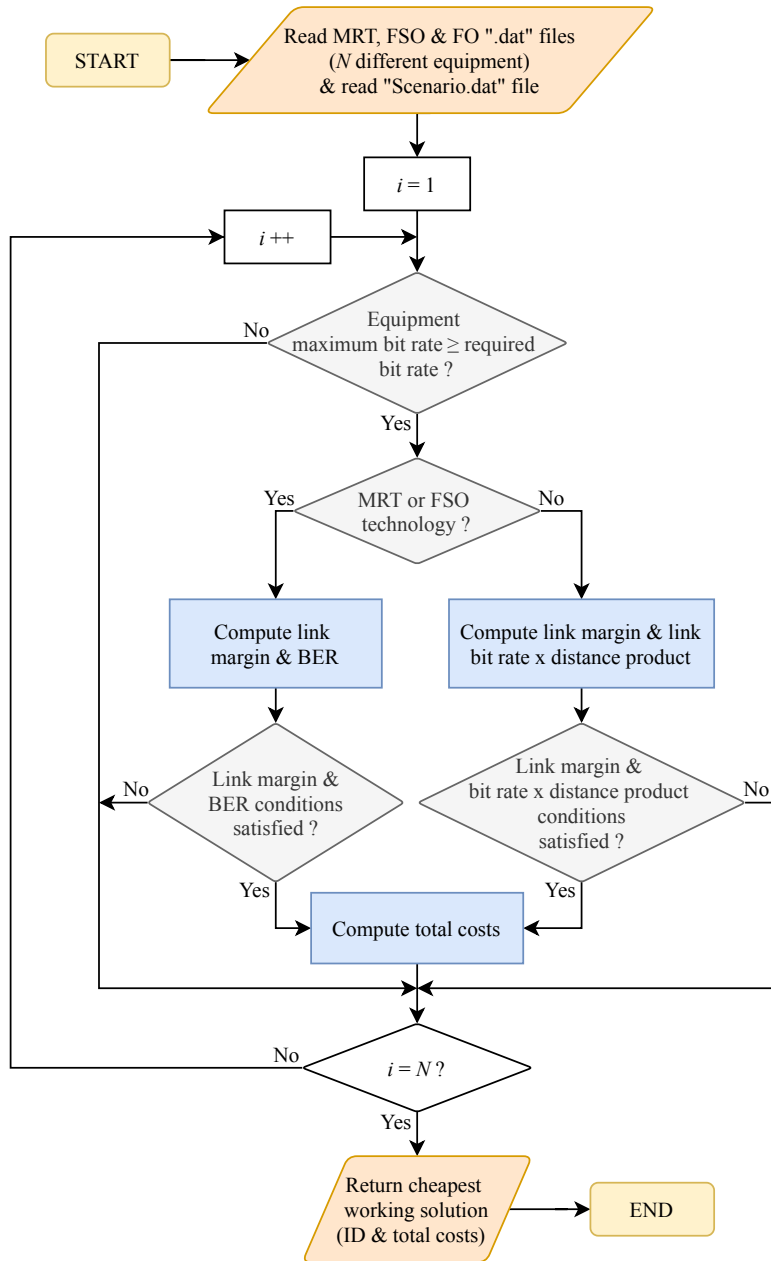 START
Read MRT, FSO & FO ".dat" files
(N different equipment)
& read "Scenario.dat" file
i = 1
i ++
Equipment
maximum bit rate ≥ required
bit rate ?
No
Yes
MRT or FSO
technology ?
Yes
No
Compute link
margin & BER
Compute link margin & link
bit rate x distance product
Link margin &
BER conditions
satisfied ?
No
Yes
Link margin &
bit rate x distance product
conditions
satisfied ?
No
Yes
Compute total costs
i = N ?
No
Yes
Return cheapest
working solution
(ID & total costs)
END